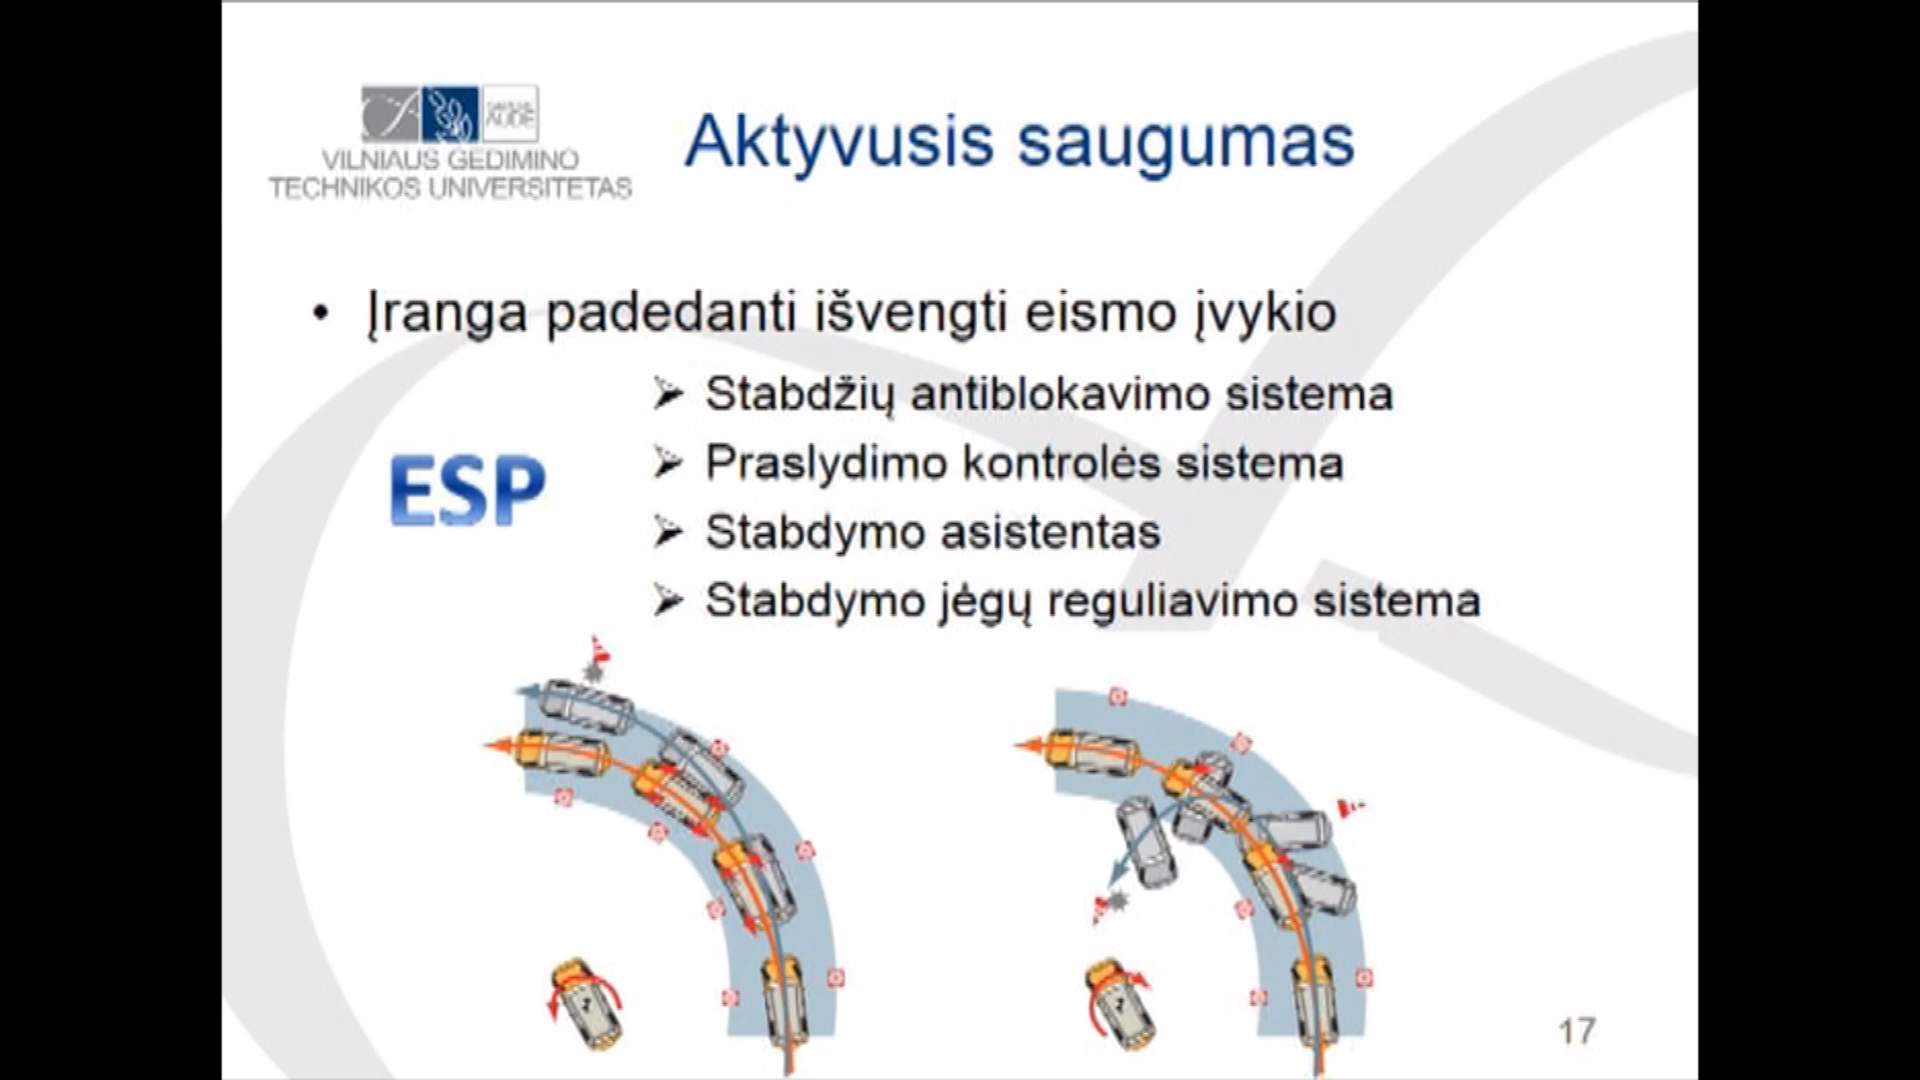 VILNIAUS GEDIMINO
TECHNIKOS UNIVERSITETAS
Aktyvusis saugumas
• Įranga padedanti išvengti eismo įvykio
➢ Stabdžių antiblokavimo sistema
➢ Praslydimo kontrolės sistema
ESP
➢ Stabdymo asistentas
➢ Stabdymo jėgų reguliavimo sistema
17